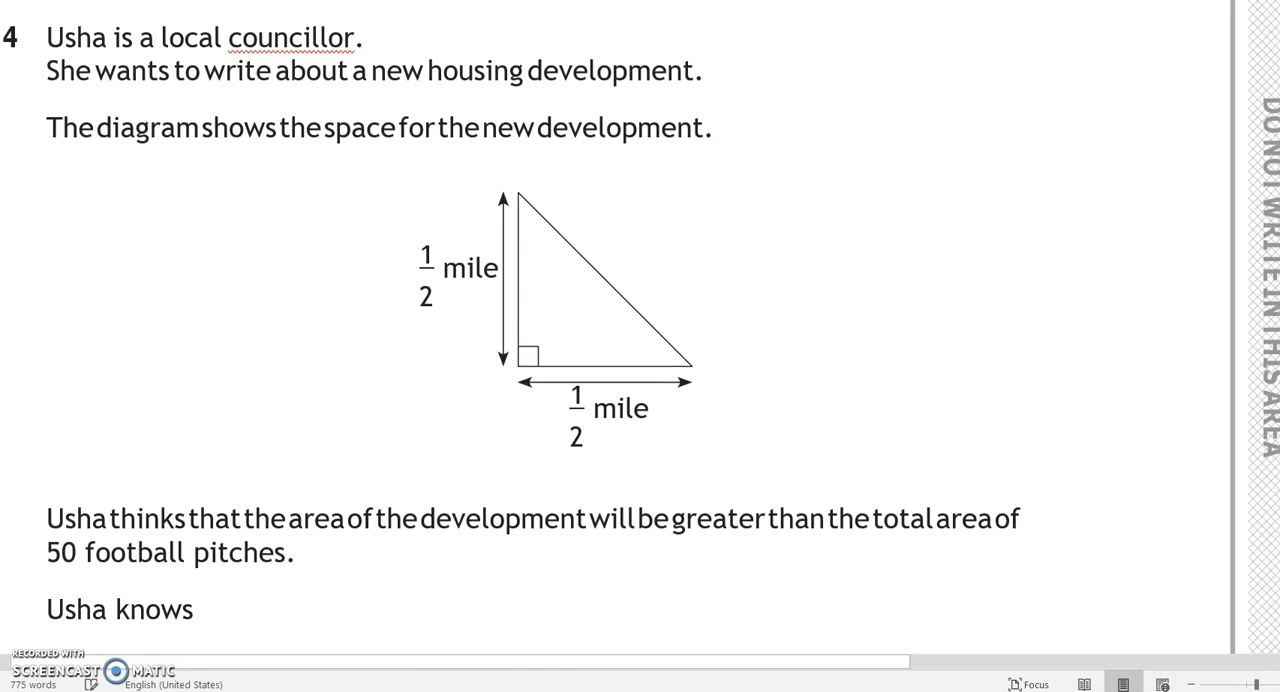 4 Usha is a local councillor.
She wants to write about a new housing development.
The diagram shows the space for the new development.
1
2
mile
1
2
mile
Usha thinks that the area of the development will be greater than the total area of
50 football pitches.
Usha knows
DO NOT WRITE IN THIS AREA
RECORDED WITH
SCREENCAST MATIC
775 words
English (United States)
Focus